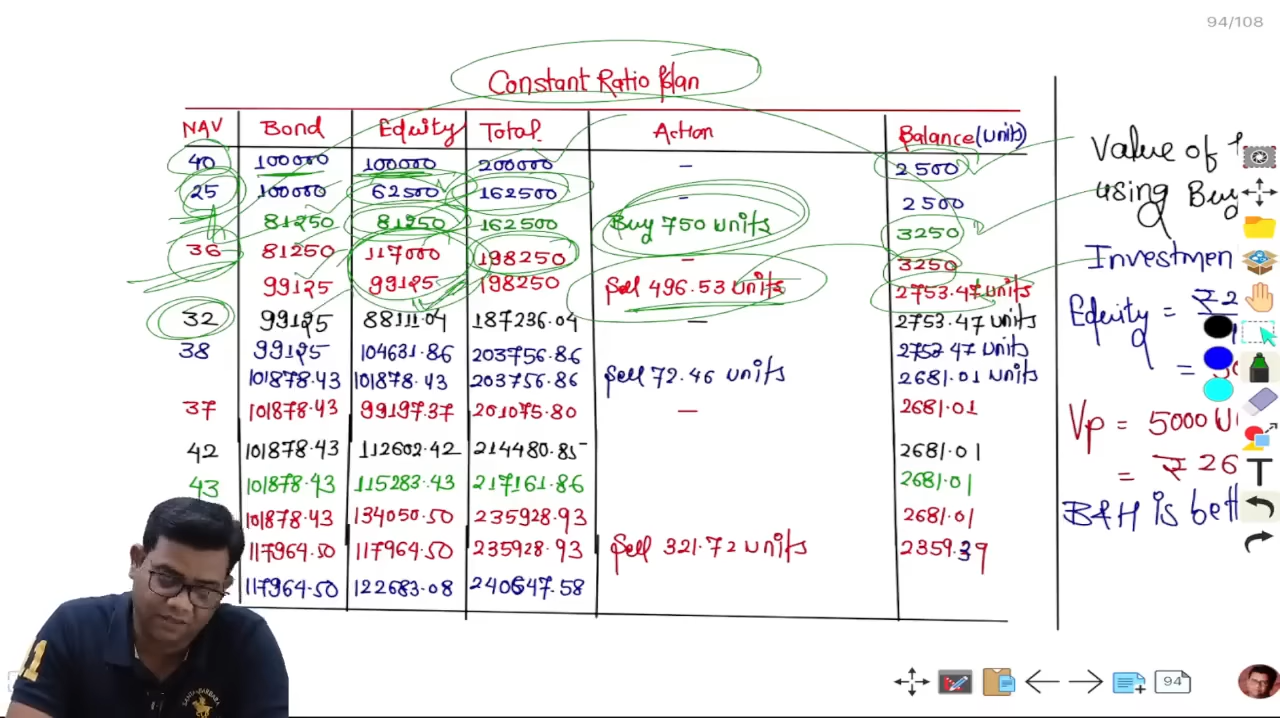 94/108
Constant Ratio Plan
NAV Bond Equity Total Action Balance (units)
40 100000 100000 200000 - 2500
25 100000 62500 162500 - 2500
81250 81250 162500 Buy 750 units 3250
36 81250 117000 198250 - 3250
99125 99125 198250 Sell 496.53 units 2753.47 units
32 99125 88111.04 187236.04 - 2753.47 units
38 99125 104631.86 203756.86 2753.47 units
101878.43 101878.43 203756.86 Sell 72.46 units 2681.01 units
37 101878.43 99197.37 201075.80 - 2681.01
42 101878.43 112602.42 214480.85 2681.01
43 101878.43 115283.43 217161.86 2681.01
101878.43 134050.50 235928.93 2681.01
117964.50 117964.50 235928.93 Sell 321.72 units 2359.39
117964.50 122683.08 240647.58
Value of
using Buy
Investmen
Equity = ₹2
=
Vp = 5000 U
= ₹26
B&H is bett
T
94
SANTA BARBARA